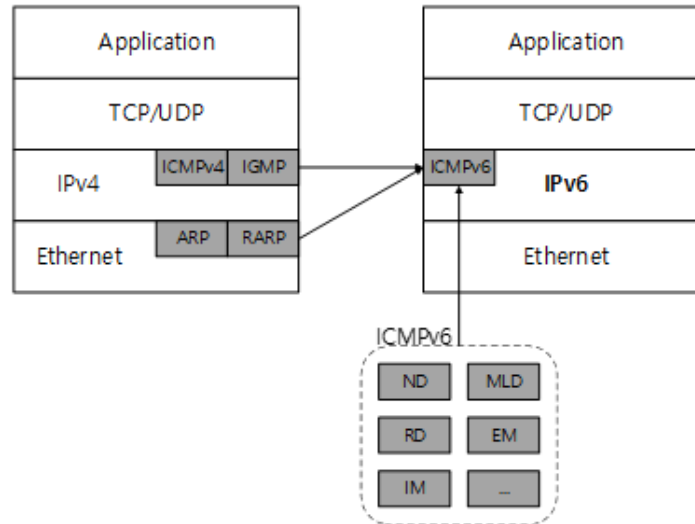 Application
TCP/UDP
IPv4
ICMPv4
IGMP
Ethernet
ARP
RARP
Application
TCP/UDP
ICMPv6
IPv6
Ethernet
ICMPv6
ND
MLD
RD
EM
IM
...